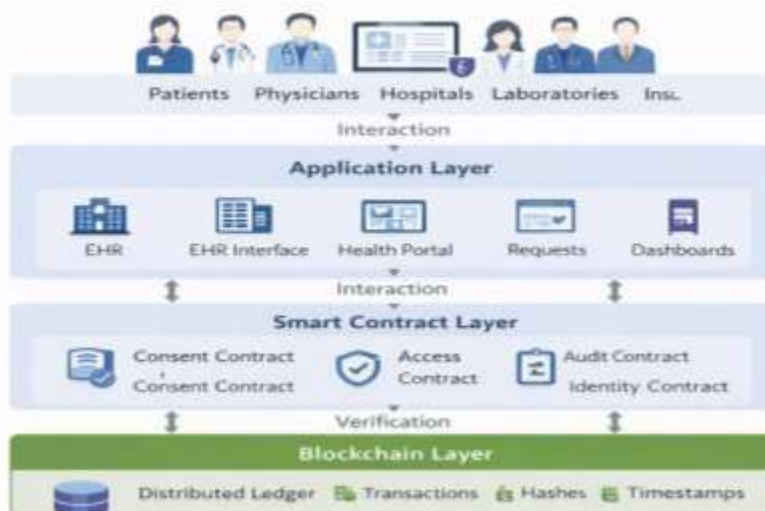 Patients Physicians Hospitals Laboratories Ins.
Interaction
Application Layer
EHR EHR Interface Health Portal Requests Dashboards
Interaction
Smart Contract Layer
Consent Contract Access Audit Contract
Consent Contract Contract Identity Contract
Verification
Blockchain Layer
Distributed Ledger Transactions Hashes Timestamps